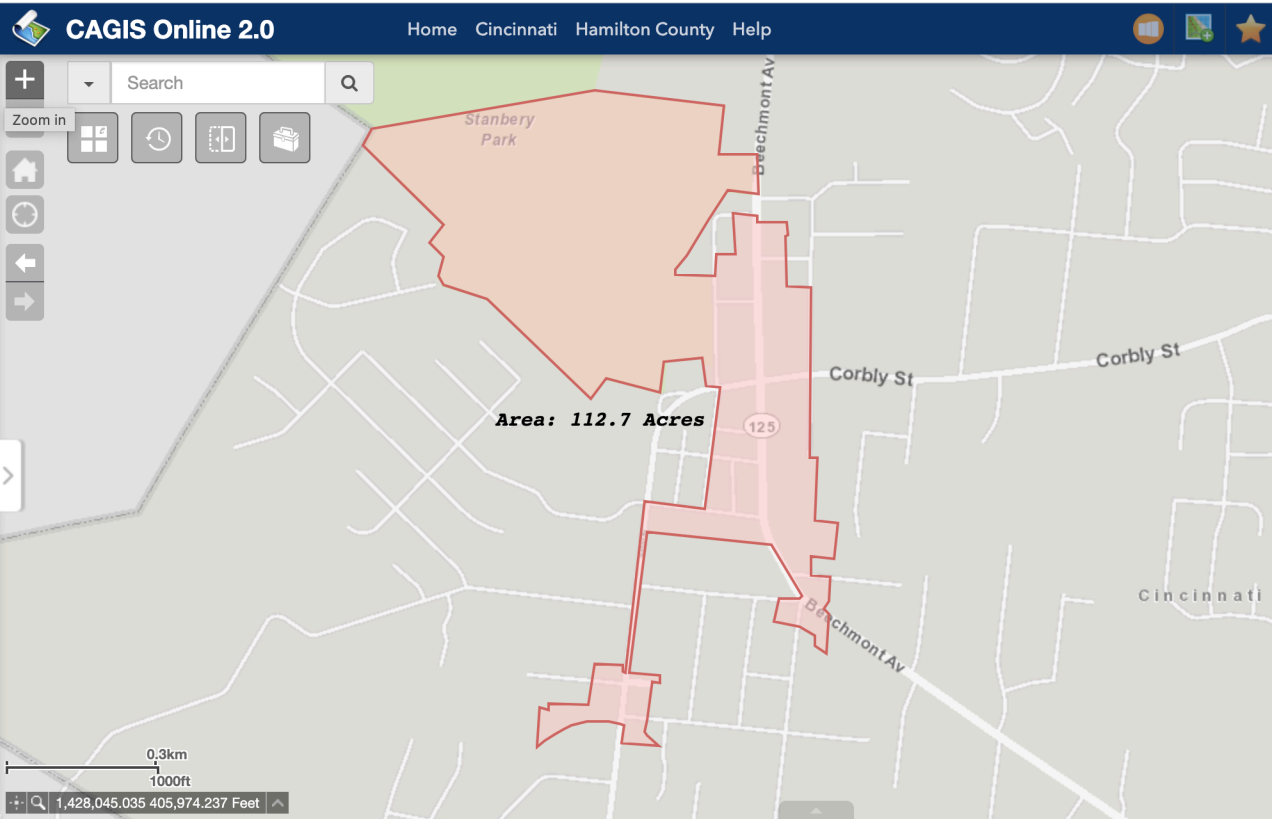 CAGIS Online 2.0
Home Cincinnati Hamilton County Help
Search
Zoom in
Stanbery
Park
Beechmont Av
Corbly St
Corbly St
Area: 112.7 Acres
125
Cincinnati
Beechmont Av
0.3km
1000ft
1,428,045.035 405,974.237 Feet